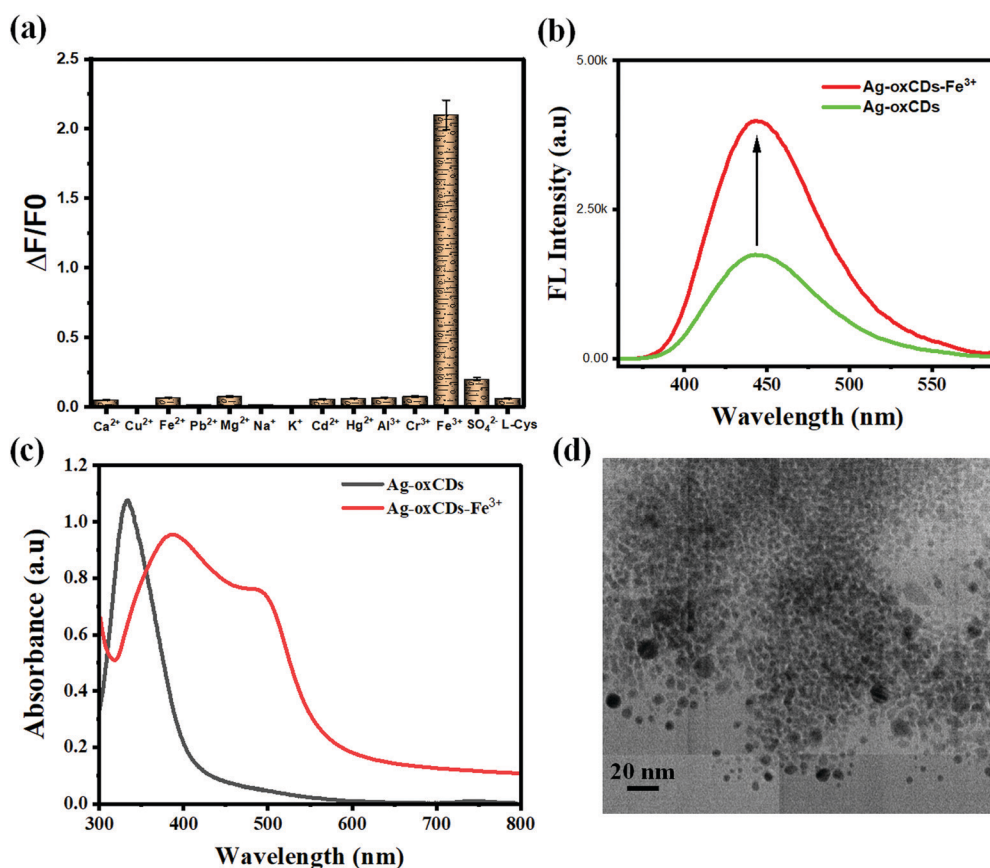 (a)
2.5
2.0
1.5
1.0
0.5
0.0
ΔF/F0
Ca²⁺ Cu²⁺ Fe²⁺ Pb²⁺ Mg²⁺ Na⁺ K⁺ Cd²⁺ Hg²⁺ Al³⁺ Cr³⁺ Fe³⁺ SO₄²⁻ L-Cys
(b)
5.00k
2.50k
0.00
FL Intensity (a.u)
Ag-oxCDs-Fe³⁺
Ag-oxCDs
400 450 500 550
Wavelength (nm)
(c)
1.2
1.0
0.8
0.6
0.4
0.2
0.0
Absorbance (a.u)
Ag-oxCDs
Ag-oxCDs-Fe³⁺
300 400 500 600 700 800
Wavelength (nm)
(d)
20 nm